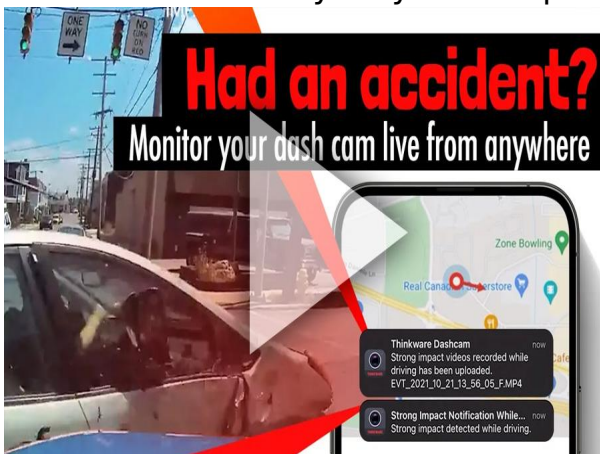 ONE
WAY
NO
TURN
ON
RED
Had an accident?
Monitor your dash cam live from anywhere
Zone Bowling
Real Canadian Superstore
Thinkware Dashcam
now
Strong impact videos recorded while
driving has been uploaded.
EVT_2021_10_21_13_56_05_F.MP4
Cafe
Strong Impact Notification While...
now
Strong impact detected while driving.